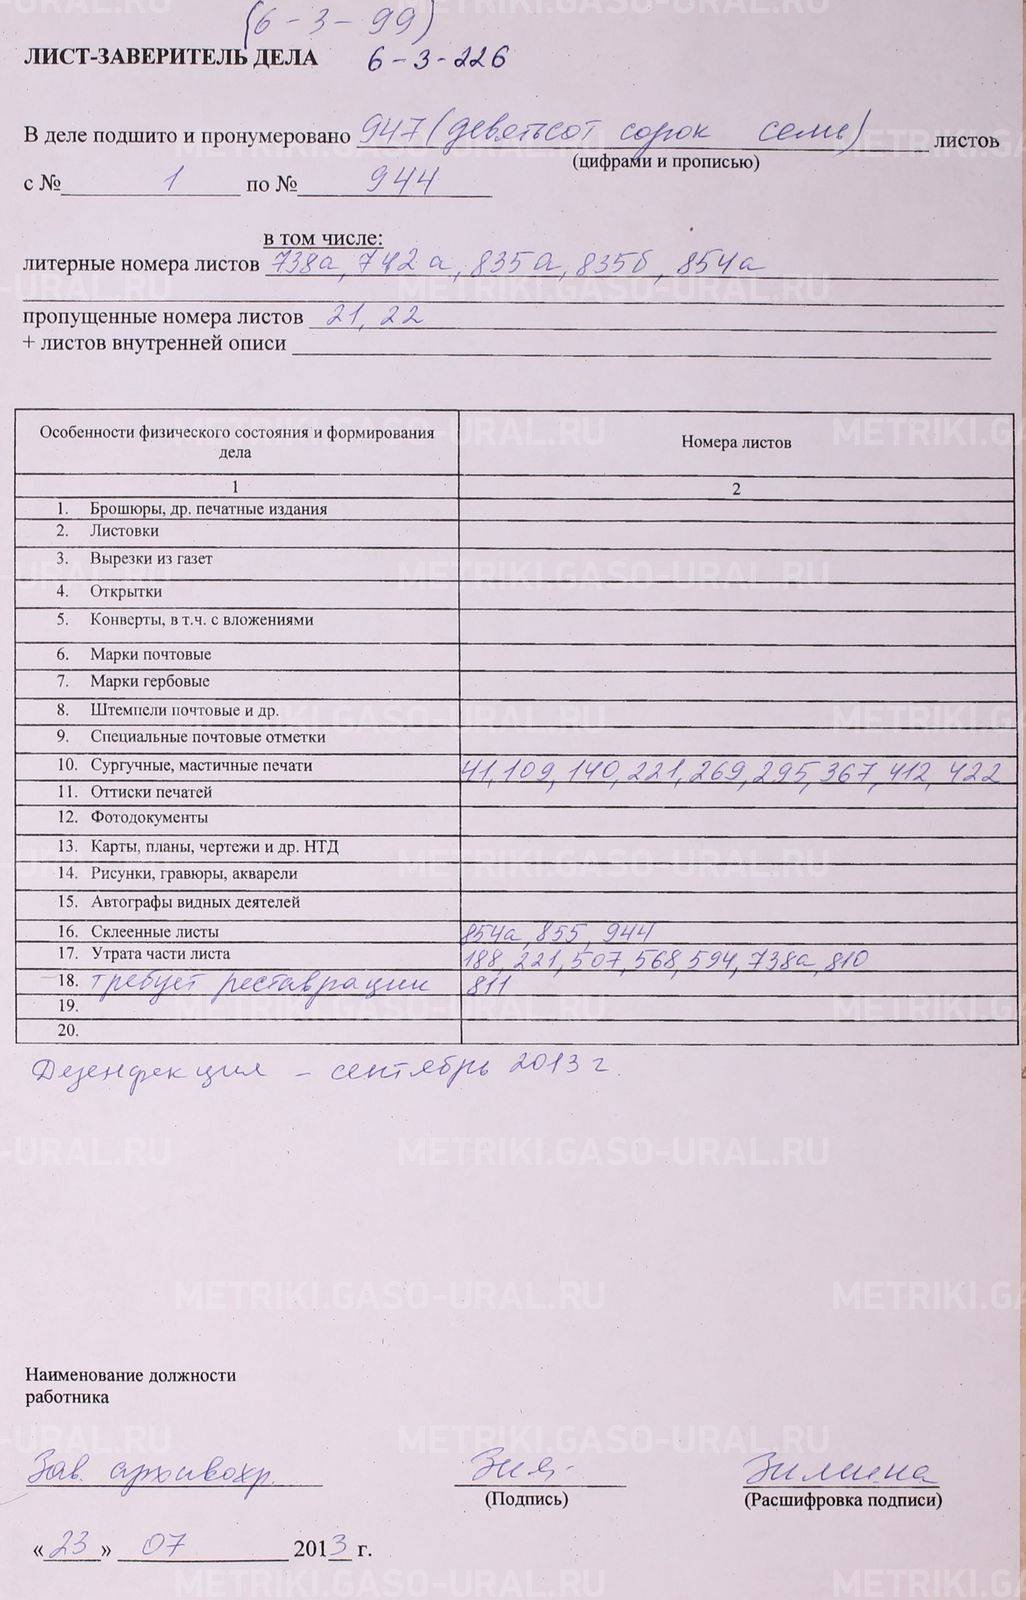 (6-3-99)
ЛИСТ-ЗАВЕРИТЕЛЬ ДЕЛА 6-3-226
В деле подшито и пронумеровано 947 (девятьсот сорок семь) листов
(цифрами и прописью)
с № 1 по № 944
в том числе:
литерные номера листов 738а, 742а, 835а, 835б, 854а
пропущенные номера листов 21, 22
+ листов внутренней описи
Особенности физического состояния и формирования дела Номера листов
1 2
1. Брошюры, др. печатные издания
2. Листовки
3. Вырезки из газет
4. Открытки
5. Конверты, в т.ч. с вложениями
6. Марки почтовые
7. Марки гербовые
8. Штемпели почтовые и др.
9. Специальные почтовые отметки
10. Сургучные, мастичные печати 41, 109, 140, 221, 269, 295, 367, 412, 422
11. Оттиски печатей
12. Фотодокументы
13. Карты, планы, чертежи и др. НТД
14. Рисунки, гравюры, акварели
15. Автографы видных деятелей
16. Склеенные листы 854а, 855, 944
17. Утрата части листа 188, 221, 507, 568, 594, 738а, 810
18. требует реставрации 811
19.
20.
Дезенфекция - сентябрь 2013 г.
Наименование должности
работника
Зав. архивохр. Зил. Зилина
(Подпись) (Расшифровка подписи)
«23» 07 2013 г.
METRIKI.GASO-URAL.RU